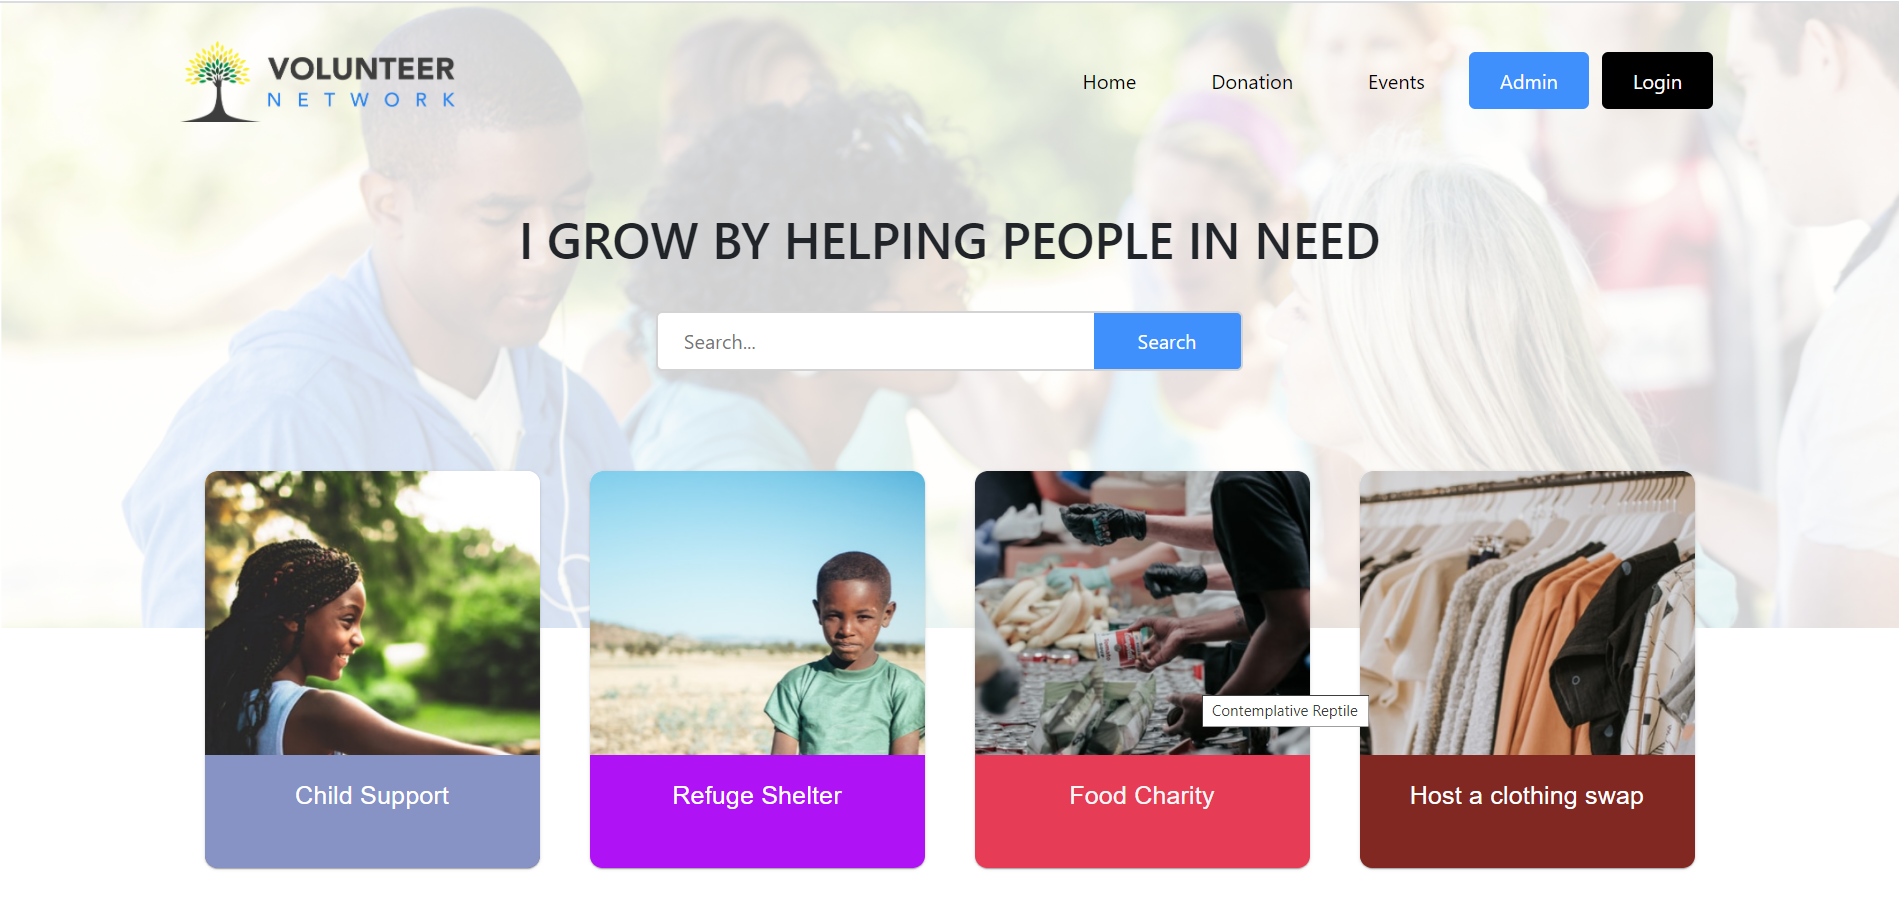 VOLUNTEER
NETWORK
Home Donation Events Admin Login
I GROW BY HELPING PEOPLE IN NEED
Search... Search
Contemplative Reptile
Child Support Refuge Shelter Food Charity Host a clothing swap